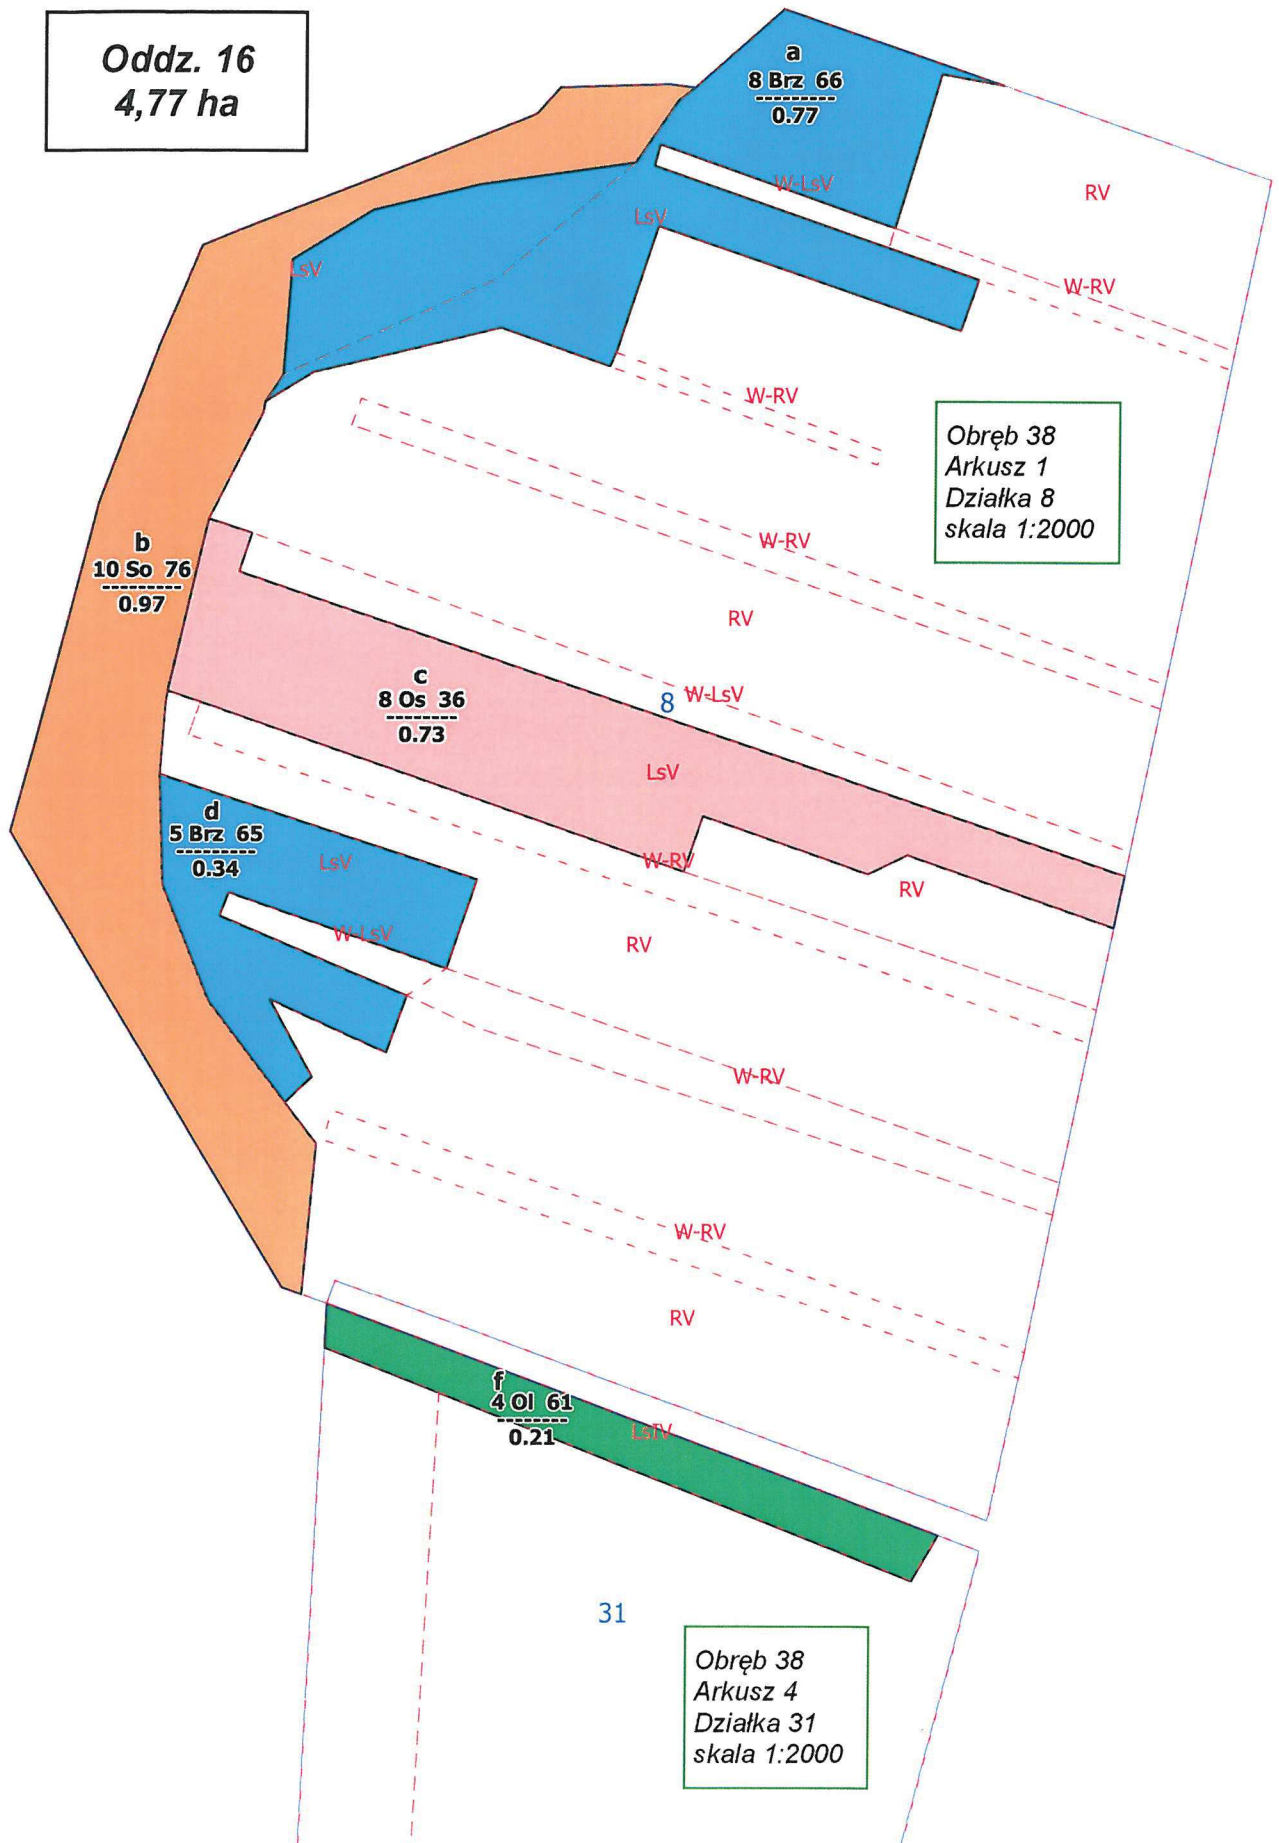 Oddz. 16
4,77 ha
a
8 Brz 66
0.77
W-LsV
RV
LsV
LsV
W-RV
W-RV
Obręb 38
Arkusz 1
Działka 8
skala 1:2000
b
10 So 76
0.97
W-RV
RV
c
8 Os 36
0.73
8
W-LsV
LsV
d
5 Brz 65
0.34
LsV
W-RV
RV
W-LsV
RV
W-RV
W-RV
RV
f
4 Ol 61
0.21
LsIV
31
Obręb 38
Arkusz 4
Działka 31
skala 1:2000